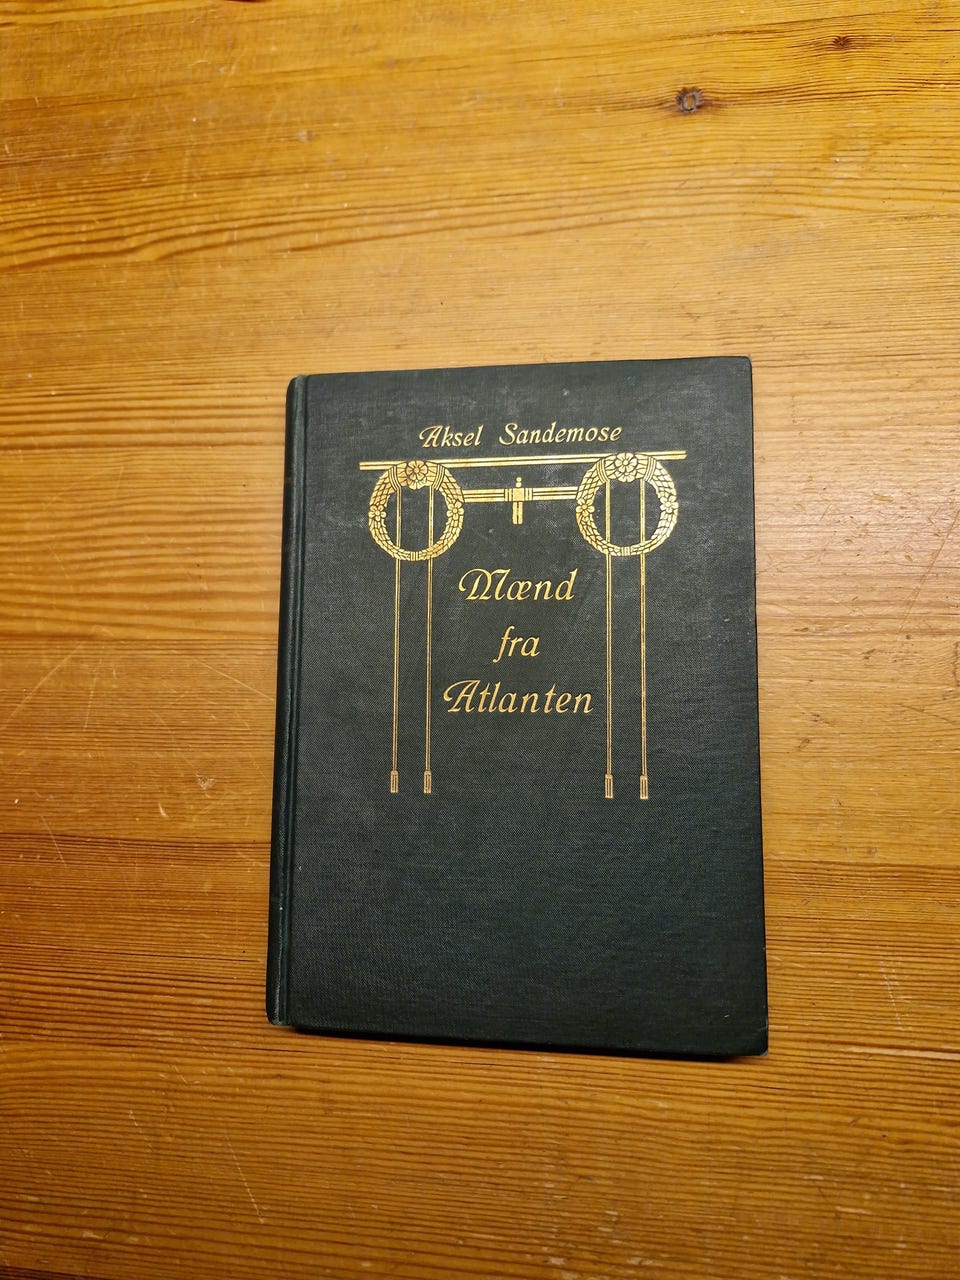 Aksel Sandemose
Mænd
fra
Atlanten